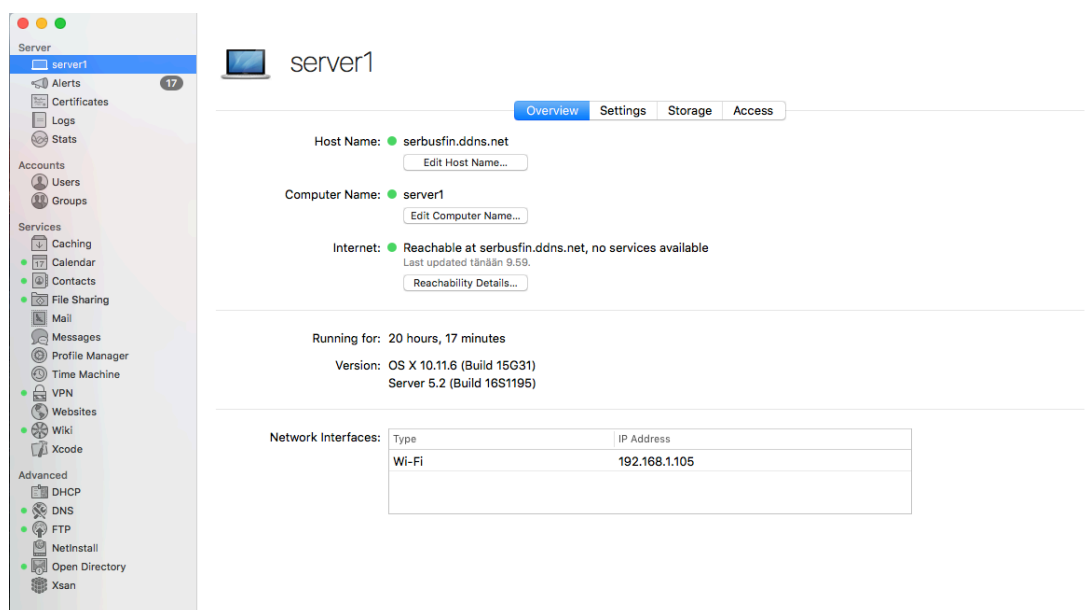 Server
server1
Alerts 17
Certificates
Logs
Stats
Accounts
Users
Groups
Services
Caching
17 Calendar
Contacts
File Sharing
Mail
Messages
Profile Manager
Time Machine
VPN
Websites
Wiki
Xcode
Advanced
DHCP
DNS
FTP
NetInstall
Open Directory
Xsan
server1
Overview Settings Storage Access
Host Name: serbusfin.ddns.net
Edit Host Name...
Computer Name: server1
Edit Computer Name...
Internet: Reachable at serbusfin.ddns.net, no services available
Last updated tänään 9.59.
Reachability Details...
Running for: 20 hours, 17 minutes
Version: OS X 10.11.6 (Build 15G31)
Server 5.2 (Build 16S1195)
Network Interfaces: Type IP Address
Wi-Fi 192.168.1.105